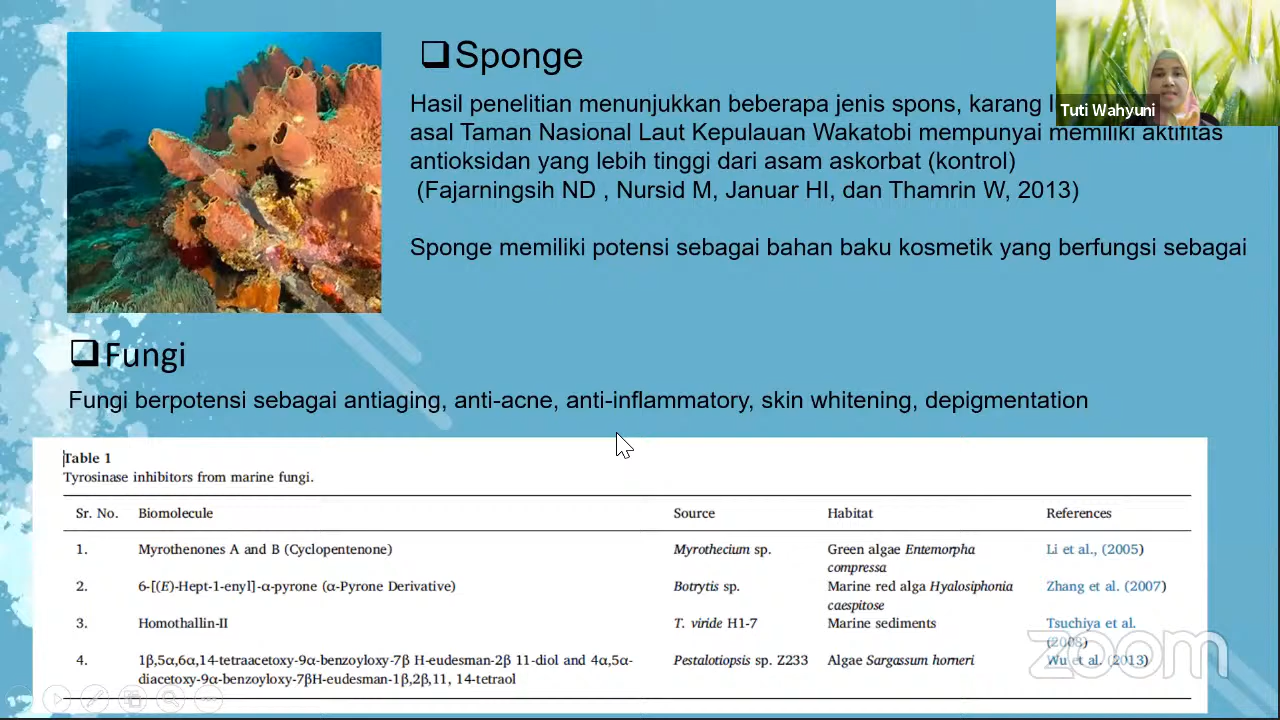 Sponge
Hasil penelitian menunjukkan beberapa jenis spons, karang
asal Taman Nasional Laut Kepulauan Wakatobi mempunyai memiliki aktifitas
antioksidan yang lebih tinggi dari asam askorbat (kontrol)
(Fajarningsih ND , Nursid M, Januar HI, dan Thamrin W, 2013)
Sponge memiliki potensi sebagai bahan baku kosmetik yang berfungsi sebagai
Tuti Wahyuni
Fungi
Fungi berpotensi sebagai antiaging, anti-acne, anti-inflammatory, skin whitening, depigmentation
Table 1
Tyrosinase inhibitors from marine fungi.
Sr. No. Biomolecule Source Habitat References
1. Myrothenones A and B (Cyclopentenone) Myrothecium sp. Green algae Entemorpha Li et al., (2005)
compressa
2. 6-[(E)-Hept-1-enyl]-α-pyrone (α-Pyrone Derivative) Botrytis sp. Marine red alga Hyalosiphonia Zhang et al. (2007)
caespitose
3. Homothallin-II T. viride H1-7 Marine sediments Tsuchiya et al.
(2008)
4. 1β,5α,6α,14-tetraacetoxy-9α-benzoyloxy-7β H-eudesman-2β 11-diol and 4α,5α- Pestalotiopsis sp. Z233 Algae Sargassum horneri Wu et al. (2013)
diacetoxy-9α-benzoyloxy-7βH-eudesman-1β,2β,11, 14-tetraol
zoom